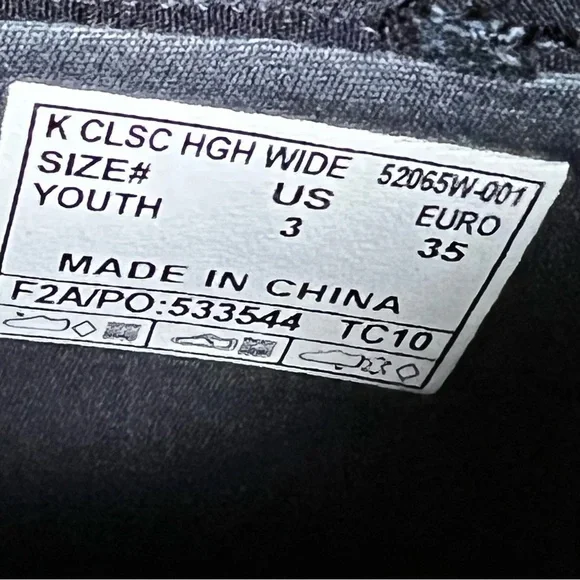 K CLSC HGH WIDE 52065W-001
SIZE# US EURO
YOUTH 3 35
MADE IN CHINA
F2A/PO:533544 TC10